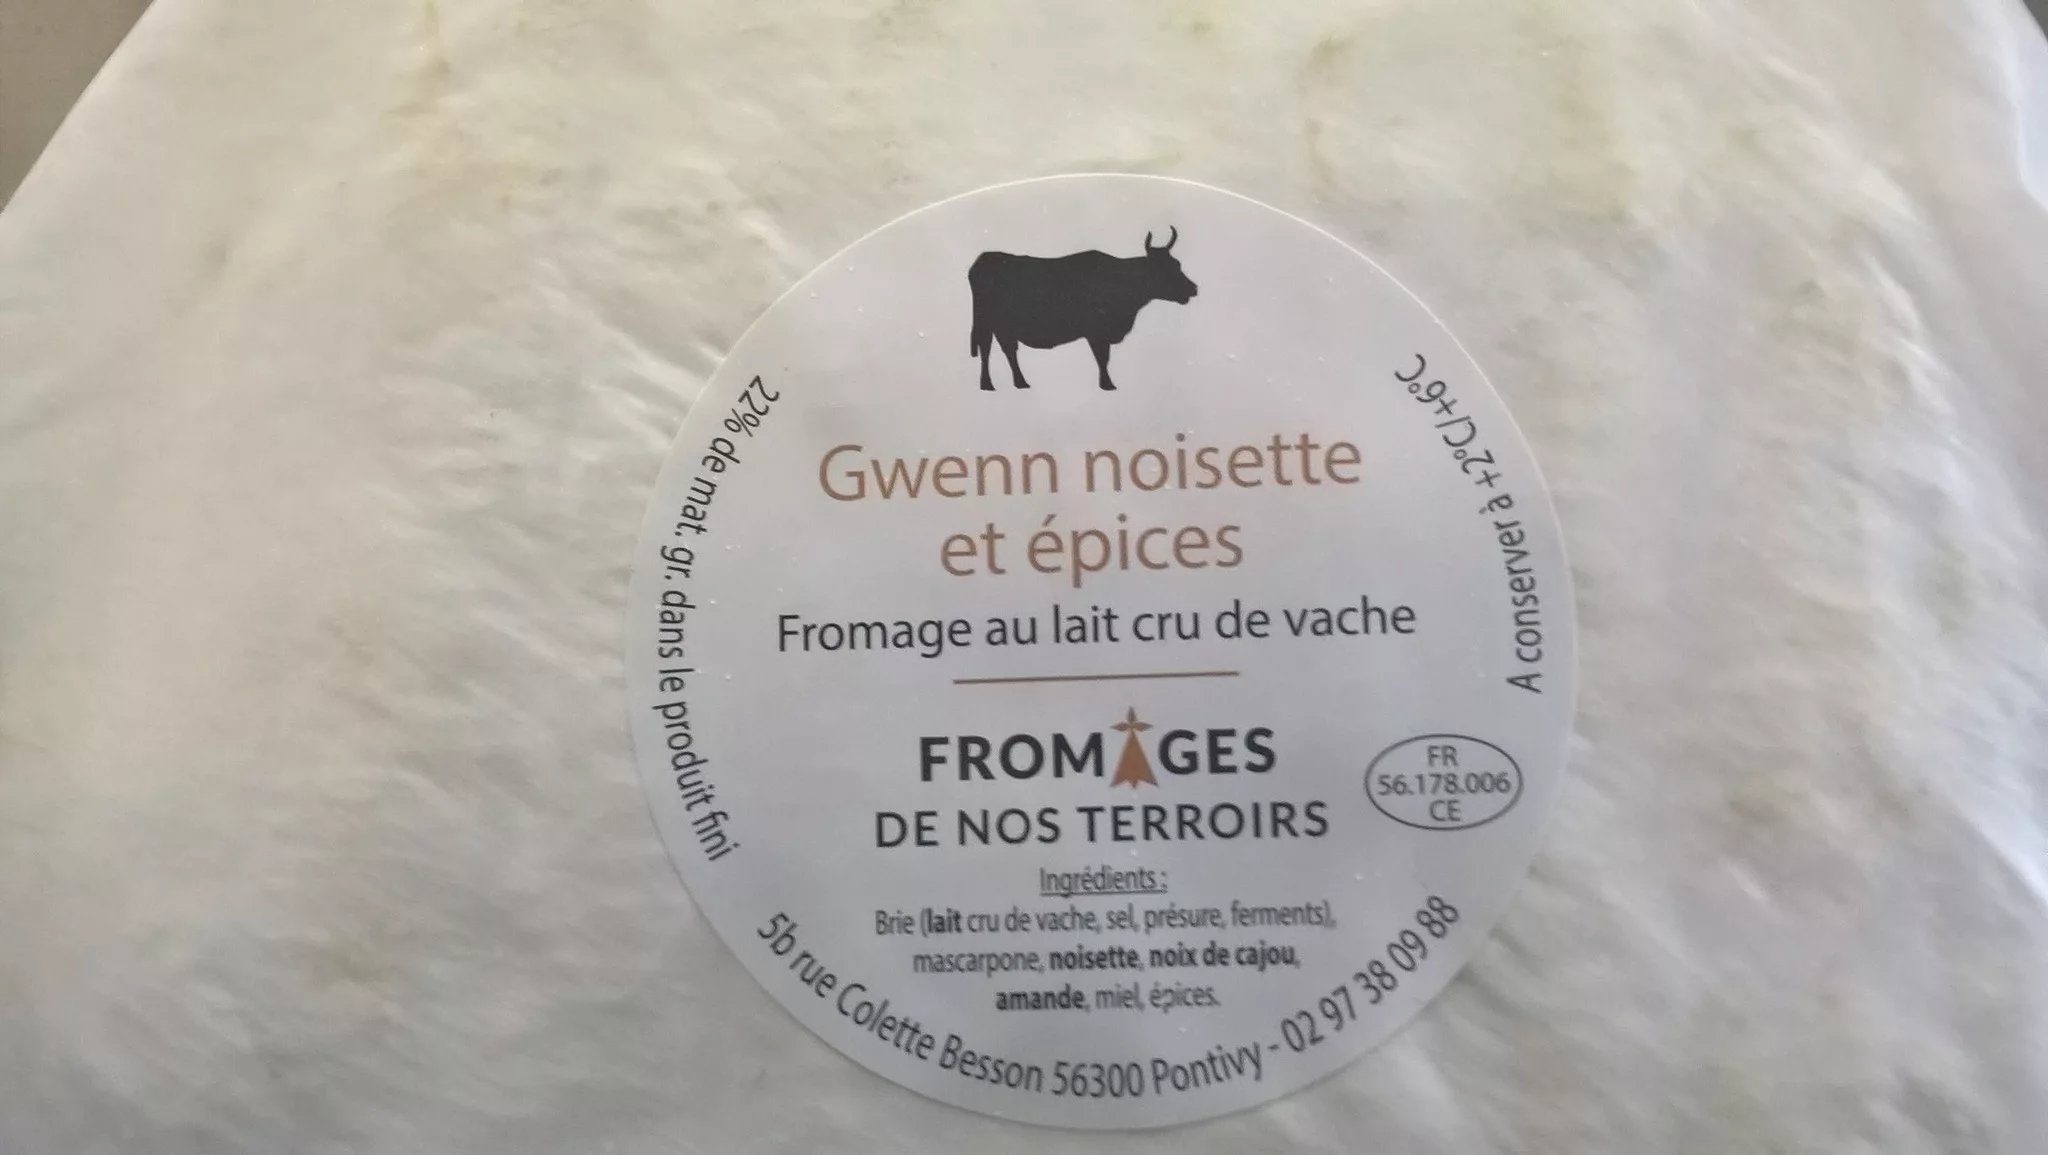 22% de mat. gr. dans le produit fini
A conserver à +2°C/+6°C
Gwenn noisette
et épices
Fromage au lait cru de vache
FROMAGES
DE NOS TERROIRS
FR
56.178.006
CE
Ingrédients :
Brie (lait cru de vache, sel, présure, ferments),
mascarpone, noisette, noix de cajou,
amande, miel, épices.
5b rue Colette Besson 56300 Pontivy - 02 97 38 09 88